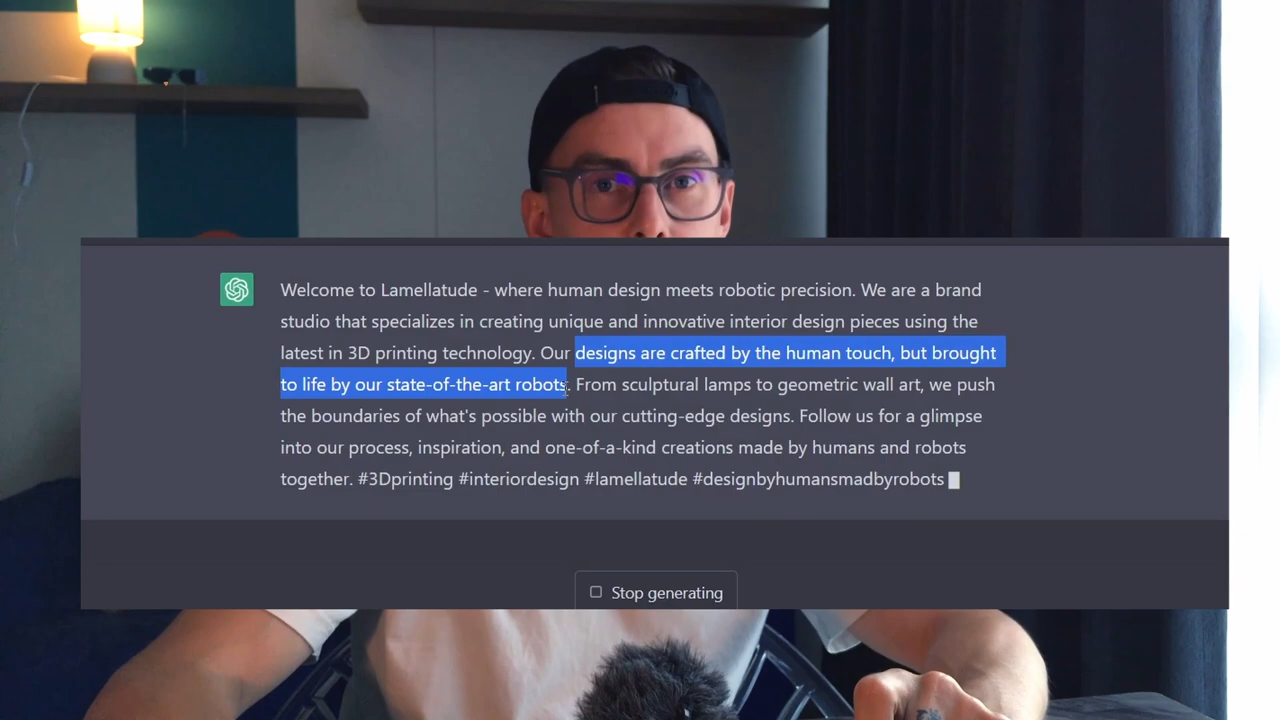 Welcome to Lamellatude - where human design meets robotic precision. We are a brand
studio that specializes in creating unique and innovative interior design pieces using the
latest in 3D printing technology. Our designs are crafted by the human touch, but brought
to life by our state-of-the-art robots. From sculptural lamps to geometric wall art, we push
the boundaries of what's possible with our cutting-edge designs. Follow us for a glimpse
into our process, inspiration, and one-of-a-kind creations made by humans and robots
together. #3Dprinting #interiordesign #lamellatude #designbyhumansmadbyrobots
Stop generating